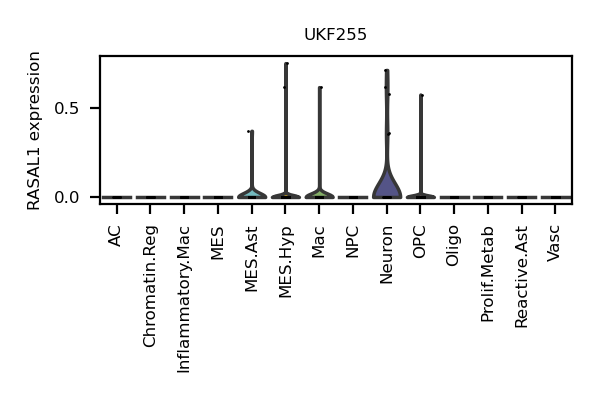 UKF255
RASAL1 expression
0.5
0.0
AC
Chromatin.Reg
Inflammatory.Mac
MES
MES.Ast
MES.Hyp
Mac
NPC
Neuron
OPC
Oligo
Prolif.Metab
Reactive.Ast
Vasc